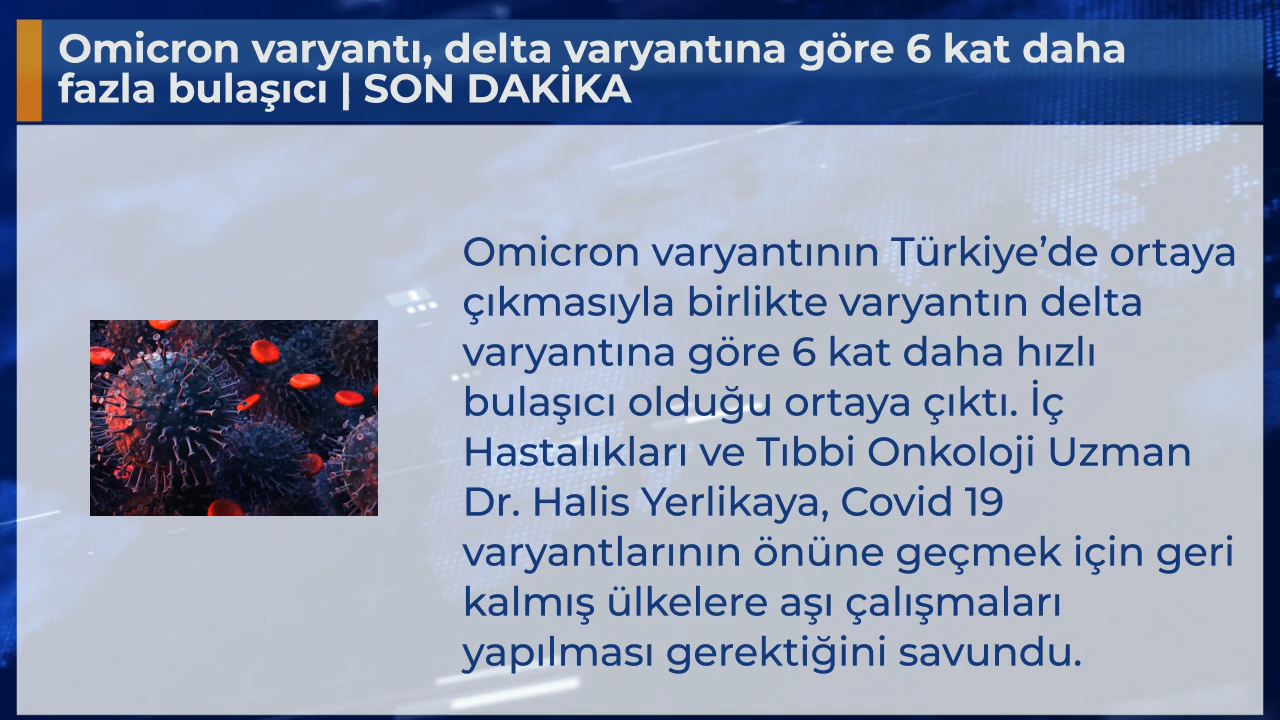 Omicron varyantı, delta varyantına göre 6 kat daha
fazla bulaşıcı | SON DAKİKA
Omicron varyantının Türkiye’de ortaya
çıkmasıyla birlikte varyantın delta
varyantına göre 6 kat daha hızlı
bulaşıcı olduğu ortaya çıktı. İç
Hastalıkları ve Tıbbi Onkoloji Uzman
Dr. Halis Yerlikaya, Covid 19
varyantlarının önüne geçmek için geri
kalmış ülkelere aşı çalışmaları
yapılması gerektiğini savundu.